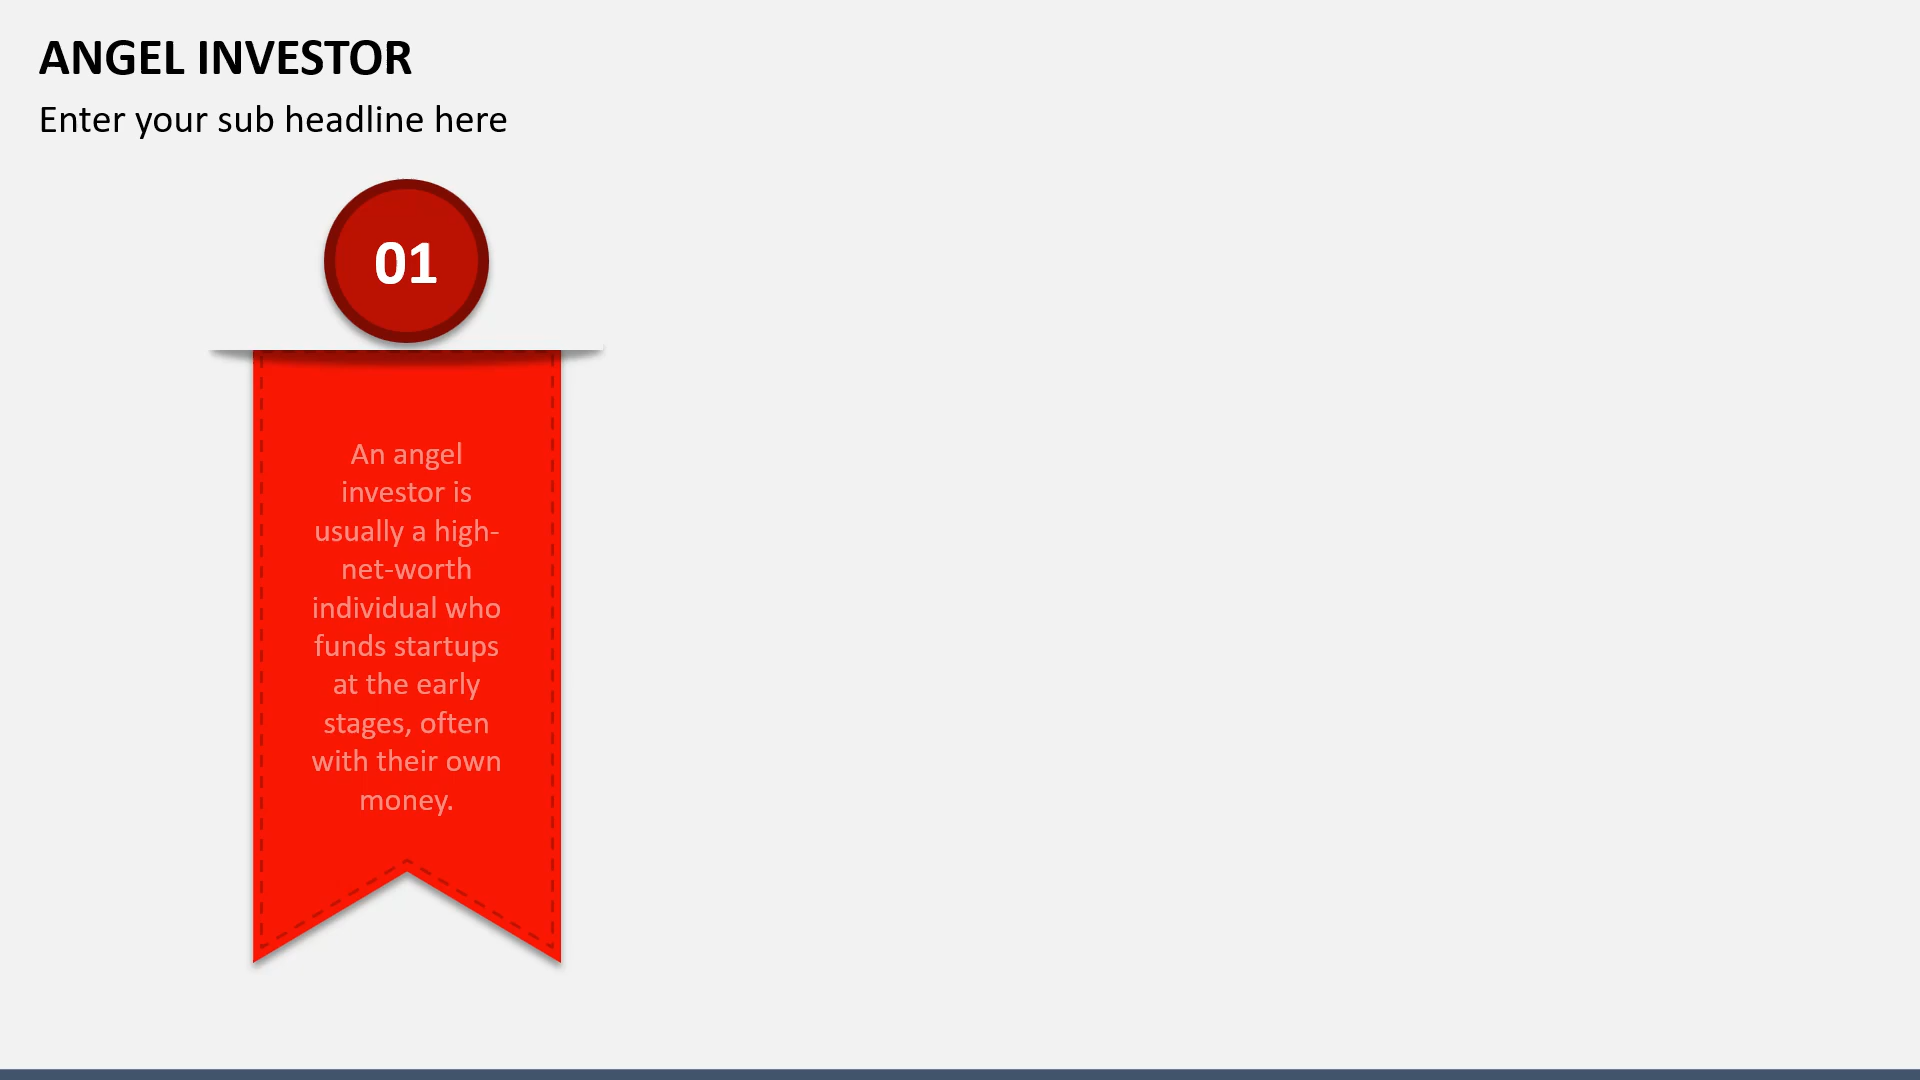 ANGEL INVESTOR
Enter your sub headline here
01
An angel
investor is
usually a high-
net-worth
individual who
funds startups
at the early
stages, often
with their own
money.